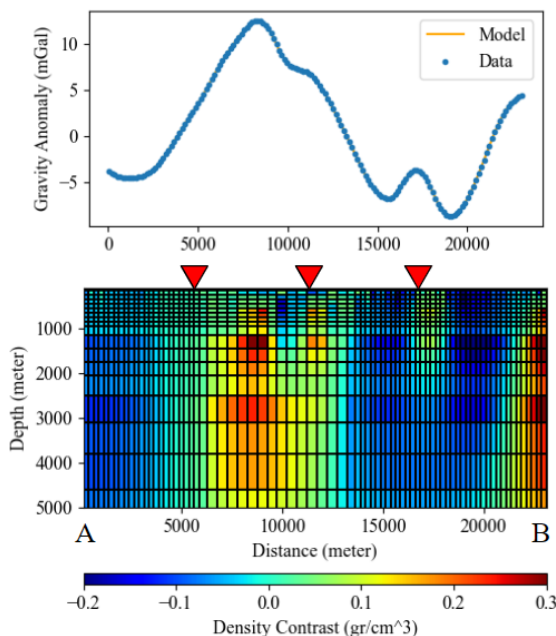 Gravity Anomaly (mGal)
10
5
0
−5
Model
Data
0 5000 10000 15000 20000
Depth (meter)
1000
2000
3000
4000
5000
A 5000 10000 15000 20000 B
Distance (meter)
−0.2 −0.1 0.0 0.1 0.2 0.3
Density Contrast (gr/cm^3)